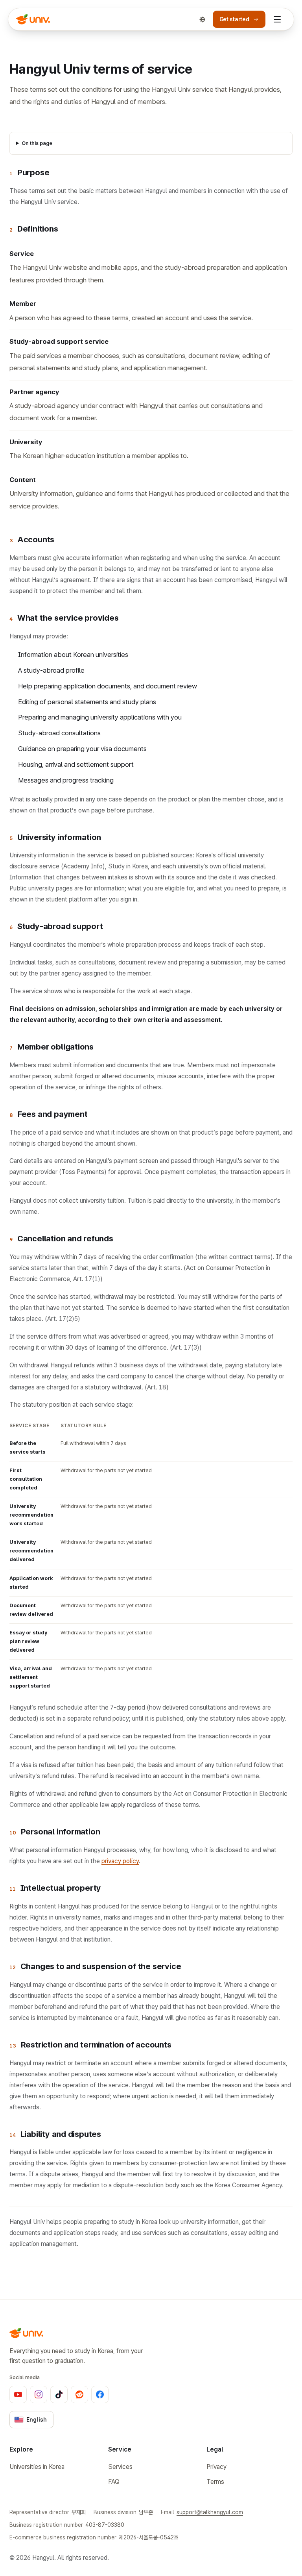 UNIV.
Get started →
Hangyul Univ terms of service
These terms set out the conditions for using the Hangyul Univ service that Hangyul provides,
and the rights and duties of Hangyul and of members.
On this page
1 Purpose
These terms set out the basic matters between Hangyul and members in connection with the use of
the Hangyul Univ service.
2 Definitions
Service
The Hangyul Univ website and mobile apps, and the study-abroad preparation and application
features provided through them.
Member
A person who has agreed to these terms, created an account and uses the service.
Study-abroad support service
The paid services a member chooses, such as consultations, document review, editing of
personal statements and study plans, and application management.
Partner agency
A study-abroad agency under contract with Hangyul that carries out consultations and
document work for a member.
University
The Korean higher-education institution a member applies to.
Content
University information, guidance and forms that Hangyul has produced or collected and that the
service provides.
3 Accounts
Members must give accurate information when registering and when using the service. An account
may be used only by the person it belongs to, and may not be transferred or lent to anyone else
without Hangyul's agreement. If there are signs that an account has been compromised, Hangyul will
suspend it to protect the member and tell them.
4 What the service provides
Hangyul may provide:
Information about Korean universities
A study-abroad profile
Help preparing application documents, and document review
Editing of personal statements and study plans
Preparing and managing university applications with you
Study-abroad consultations
Guidance on preparing your visa documents
Housing, arrival and settlement support
Messages and progress tracking
What is actually provided in any one case depends on the product or plan the member chose, and is
shown on that product's own page before purchase.
5 University information
University information in the service is based on published sources: Korea's official university
disclosure service (Academy Info), Study in Korea, and each university's own official material.
Information that changes between intakes is shown with its source and the date it was checked.
Public university pages are for information; what you are eligible for, and what you need to prepare, is
shown in the student platform after you sign in.
6 Study-abroad support
Hangyul coordinates the member's whole preparation process and keeps track of each step.
Individual tasks, such as consultations, document review and preparing a submission, may be carried
out by the partner agency assigned to the member.
The service shows who is responsible for the work at each stage.
Final decisions on admission, scholarships and immigration are made by each university or
the relevant authority, according to their own criteria and assessment.
7 Member obligations
Members must submit information and documents that are true. Members must not impersonate
another person, submit forged or altered documents, misuse accounts, interfere with the proper
operation of the service, or infringe the rights of others.
8 Fees and payment
The price of a paid service and what it includes are shown on that product's page before payment, and
nothing is charged beyond the amount shown.
Card details are entered on Hangyul's payment screen and passed through Hangyul's server to the
payment provider (Toss Payments) for approval. Once payment completes, the transaction appears in
your account.
Hangyul does not collect university tuition. Tuition is paid directly to the university, in the member's
own name.
9 Cancellation and refunds
You may withdraw within 7 days of receiving the order confirmation (the written contract terms). If the
service starts later than that, within 7 days of the day it starts. (Act on Consumer Protection in
Electronic Commerce, Art. 17(1))
Once the service has started, withdrawal may be restricted. You may still withdraw for the parts of
the plan that have not yet started. The service is deemed to have started when the first consultation
takes place. (Art. 17(2)5)
If the service differs from what was advertised or agreed, you may withdraw within 3 months of
receiving it or within 30 days of learning of the difference. (Art. 17(3))
On withdrawal Hangyul refunds within 3 business days of the withdrawal date, paying statutory late
interest for any delay, and asks the card company to cancel the charge without delay. No penalty or
damages are charged for a statutory withdrawal. (Art. 18)
The statutory position at each service stage:
SERVICE STAGE STATUTORY RULE
Before the
service starts
Full withdrawal within 7 days
First
consultation
completed
Withdrawal for the parts not yet started
University
recommendation
work started
Withdrawal for the parts not yet started
University
recommendation
delivered
Withdrawal for the parts not yet started
Application work
started
Withdrawal for the parts not yet started
Document
review delivered
Withdrawal for the parts not yet started
Essay or study
plan review
delivered
Withdrawal for the parts not yet started
Visa, arrival and
settlement
support started
Withdrawal for the parts not yet started
Hangyul's refund schedule after the 7-day period (how delivered consultations and reviews are
deducted) is set in a separate refund policy; until it is published, only the statutory rules above apply.
Cancellation and refund of a paid service can be requested from the transaction records in your
account, and the person handling it will tell you the outcome.
If a visa is refused after tuition has been paid, the basis and amount of any tuition refund follow that
university's refund rules. The refund is received into an account in the member's own name.
Rights of withdrawal and refund given to consumers by the Act on Consumer Protection in Electronic
Commerce and other applicable law apply regardless of these terms.
10 Personal information
What personal information Hangyul processes, why, for how long, who it is disclosed to and what
rights you have are set out in the privacy policy.
11 Intellectual property
Rights in content Hangyul has produced for the service belong to Hangyul or to the rightful rights
holder. Rights in university names, marks and images and in other third-party material belong to their
respective holders, and their appearance in the service does not by itself indicate any relationship
between Hangyul and that institution.
12 Changes to and suspension of the service
Hangyul may change or discontinue parts of the service in order to improve it. Where a change or
discontinuation affects the scope of a service a member has already bought, Hangyul will tell the
member beforehand and refund the part of what they paid that has not been provided. Where the
service is interrupted by maintenance or a fault, Hangyul will give notice as far as it reasonably can.
13 Restriction and termination of accounts
Hangyul may restrict or terminate an account where a member submits forged or altered documents,
impersonates another person, uses someone else's account without authorization, or deliberately
interferes with the operation of the service. Hangyul will tell the member the reason and the basis and
give them an opportunity to respond; where urgent action is needed, it will tell them immediately
afterwards.
14 Liability and disputes
Hangyul is liable under applicable law for loss caused to a member by its intent or negligence in
providing the service. Rights given to members by consumer-protection law are not limited by these
terms. If a dispute arises, Hangyul and the member will first try to resolve it by discussion, and the
member may apply for mediation to a dispute-resolution body such as the Korea Consumer Agency.
Hangyul Univ helps people preparing to study in Korea look up university information, get their
documents and application steps ready, and use services such as consultations, essay editing and
application management.
UNIV.
Everything you need to study in Korea, from your
first question to graduation.
Social media
English
Explore Service Legal
Universities in Korea Services Privacy
FAQ Terms
Representative director 유제희 Business division 남우준 Email support@talkhangyul.com
Business registration number 403-87-03380
E-commerce business registration number 제2026-서울도봉-0542호
© 2026 Hangyul. All rights reserved.